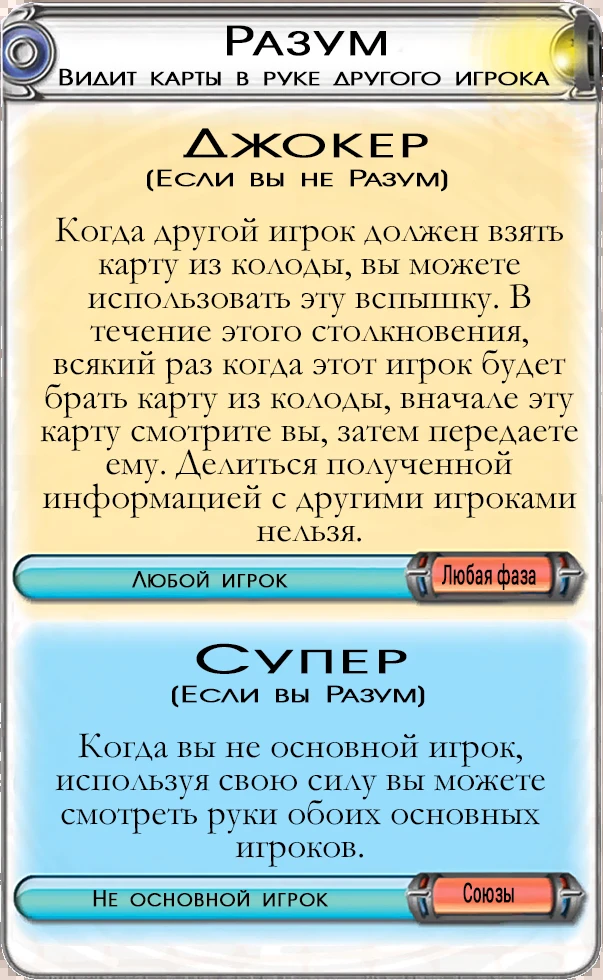 Разум
Видит карты в руке другого игрока
Джокер
(Если вы не Разум)
Когда другой игрок должен взять
карту из колоды, вы можете
использовать эту вспышку. В
течение этого столкновения,
всякий раз когда этот игрок будет
брать карту из колоды, вначале эту
карту смотрите вы, затем передаете
ему. Делиться полученной
информацией с другими игроками
нельзя.
Любой игрок
Любая фаза
Супер
(Если вы Разум)
Когда вы не основной игрок,
используя свою силу вы можете
смотреть руки обоих основных
игроков.
Не основной игрок
Союзы